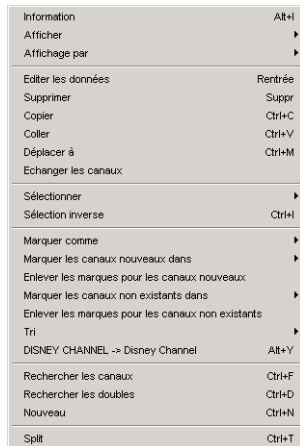 Information Alt+I
Afficher
Affichage par
Editer les données Rentrée
Supprimer Suppr
Copier Ctrl+C
Coller Ctrl+V
Déplacer à Ctrl+M
Echanger les canaux
Sélectionner
Sélection inverse Ctrl+I
Marquer comme
Marquer les canaux nouveaux dans
Enlever les marques pour les canaux nouveaux
Marquer les canaux non existants dans
Enlever les marques pour les canaux non existants
Tri
DISNEY CHANNEL -> Disney Channel Alt+Y
Rechercher les canaux Ctrl+F
Rechercher les doubles Ctrl+D
Nouveau Ctrl+N
Split Ctrl+T